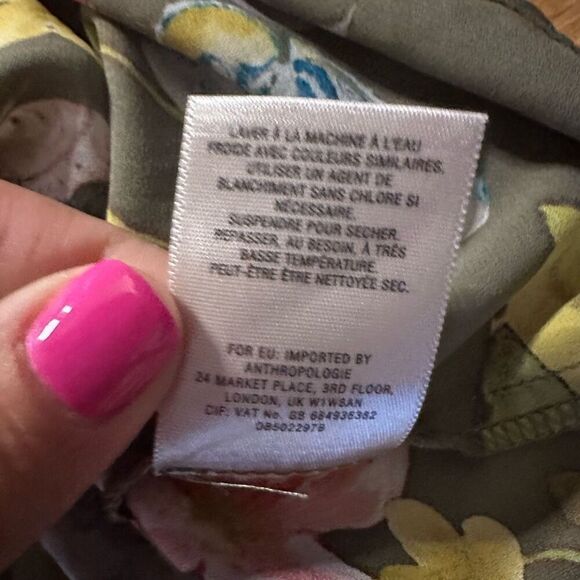 LAVER À LA MACHINE À L'EAU
FROIDE AVEC COULEURS SIMILAIRES,
UTILISER UN AGENT DE
BLANCHIMENT SANS CHLORE SI
NÉCESSAIRE.
SUSPENDRE POUR SECHER.
REPASSER, AU BESOIN, À TRÈS
BASSE TEMPÉRATURE.
PEUT-ÊTRE ÊTRE NETTOYÉE SEC.
FOR EU: IMPORTED BY
ANTHROPOLOGIE
24 MARKET PLACE, 3RD FLOOR,
LONDON, UK W1W8AN
CIF; VAT No. GB 684936382
DB5022978